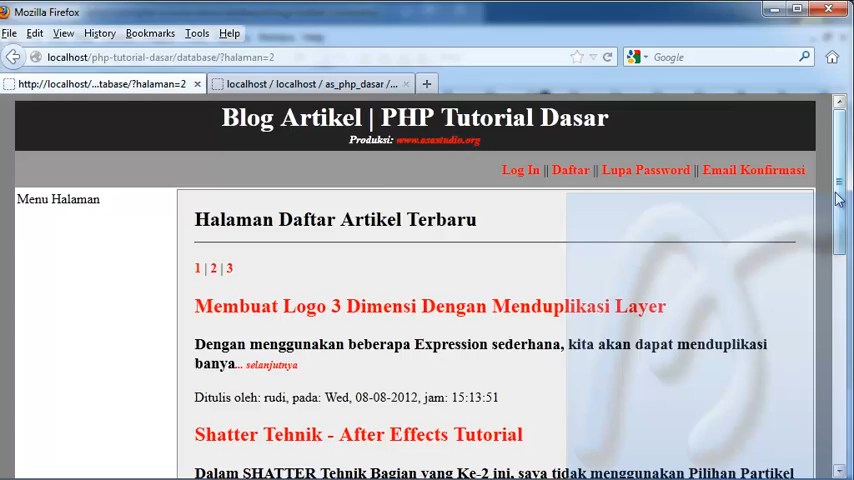 Mozilla Firefox
File Edit View History Bookmarks Tools Help
localhost/php-tutorial-dasar/database/?halaman=2 Google
http://localhost/...tabase/?halaman=2 localhost / localhost / as_php_dasar /...
Blog Artikel | PHP Tutorial Dasar
Produksi: www.asaxtudio.org
Log In || Daftar || Lupa Password || Email Konfirmasi
Menu Halaman
Halaman Daftar Artikel Terbaru
1 | 2 | 3
Membuat Logo 3 Dimensi Dengan Menduplikasi Layer
Dengan menggunakan beberapa Expression sederhana, kita akan dapat menduplikasi
banya... selanjutnya
Ditulis oleh: rudi, pada: Wed, 08-08-2012, jam: 15:13:51
Shatter Tehnik - After Effects Tutorial
Dalam SHATTER Tehnik Bagian yang Ke-2 ini, saya tidak menggunakan Pilihan Partikel